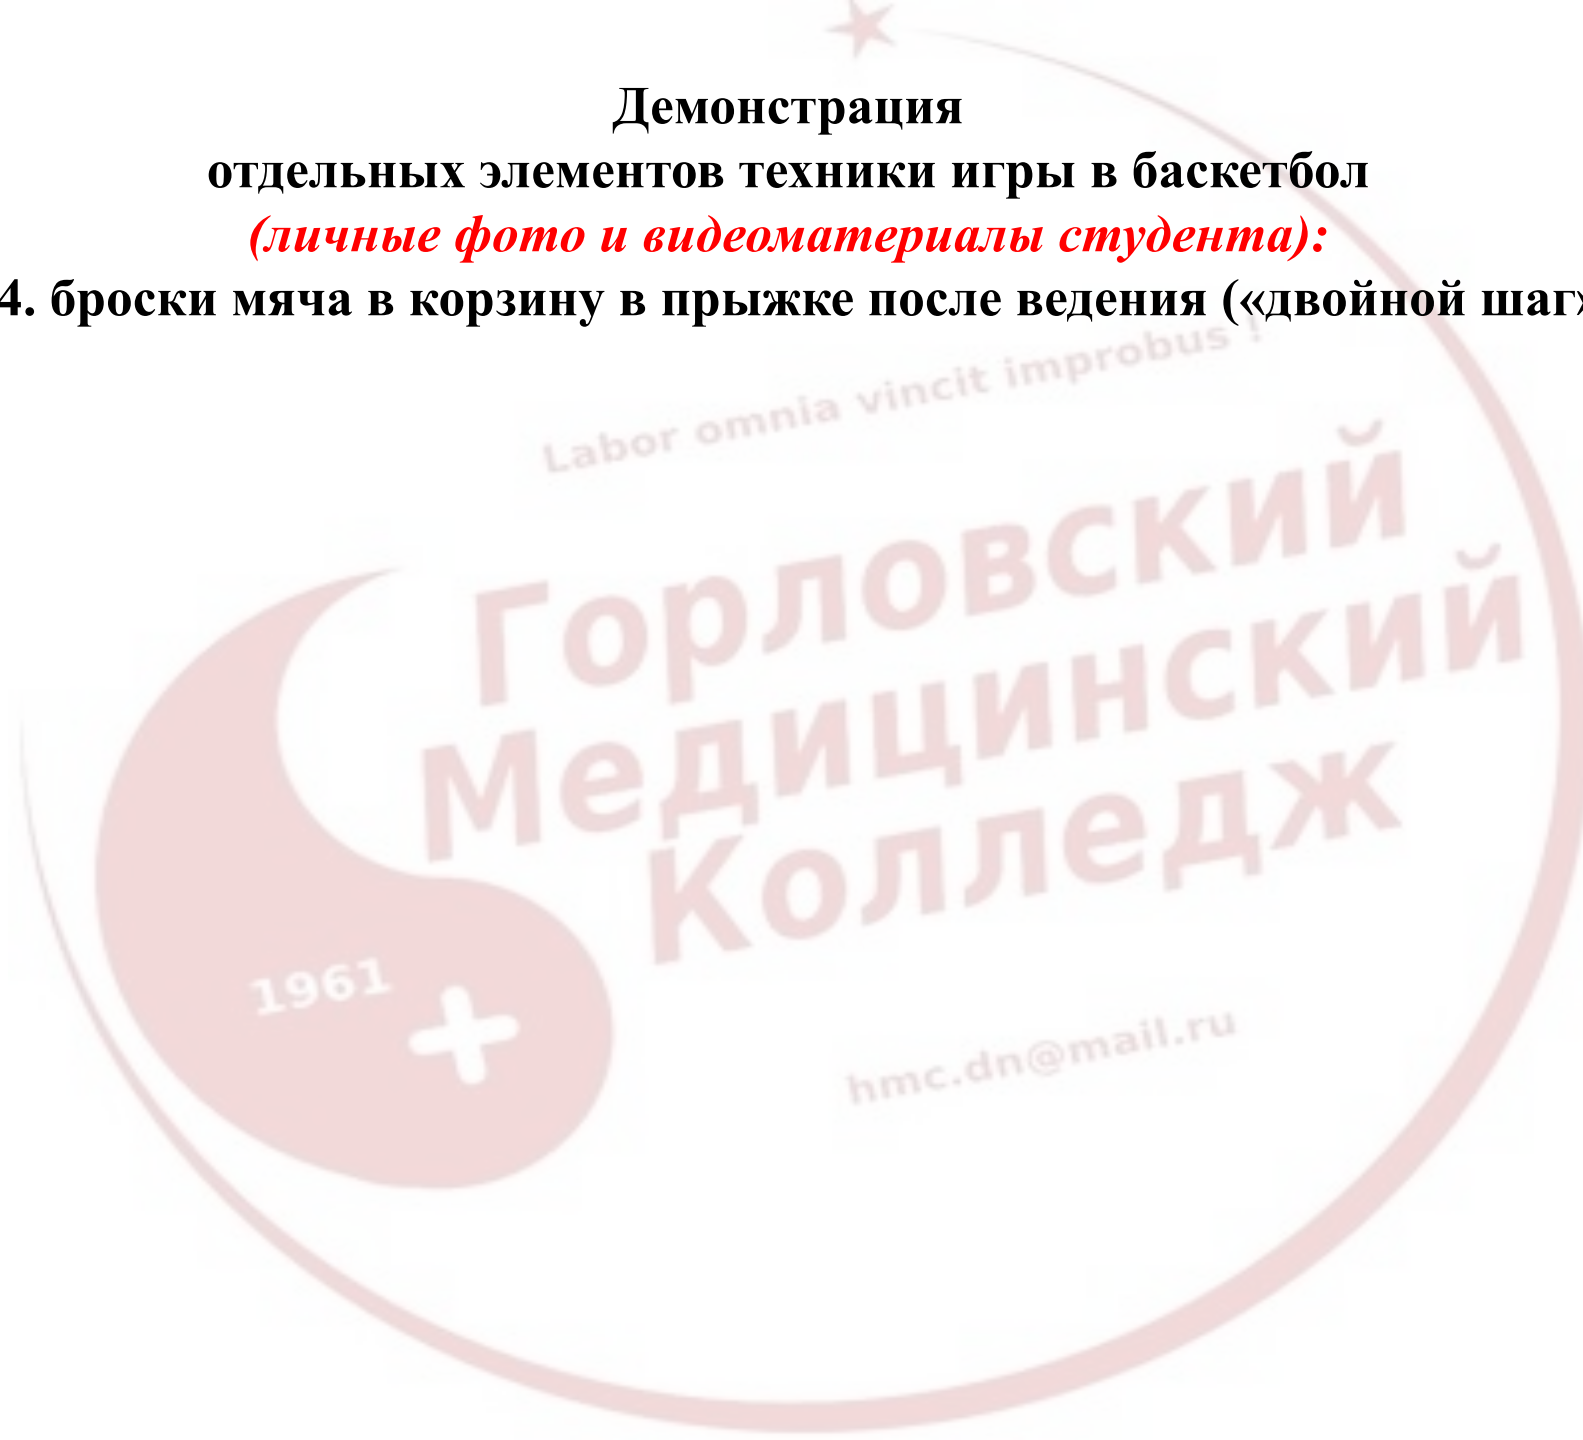 Демонстрация
отдельных элементов техники игры в баскетбол
(личные фото и видеоматериалы студента):
4. броски мяча в корзину в прыжке после ведения («двойной шаг»
Labor omnia vincit improbus !
Горловский
Медицинский
Колледж
1961
hmc.dn@mail.ru